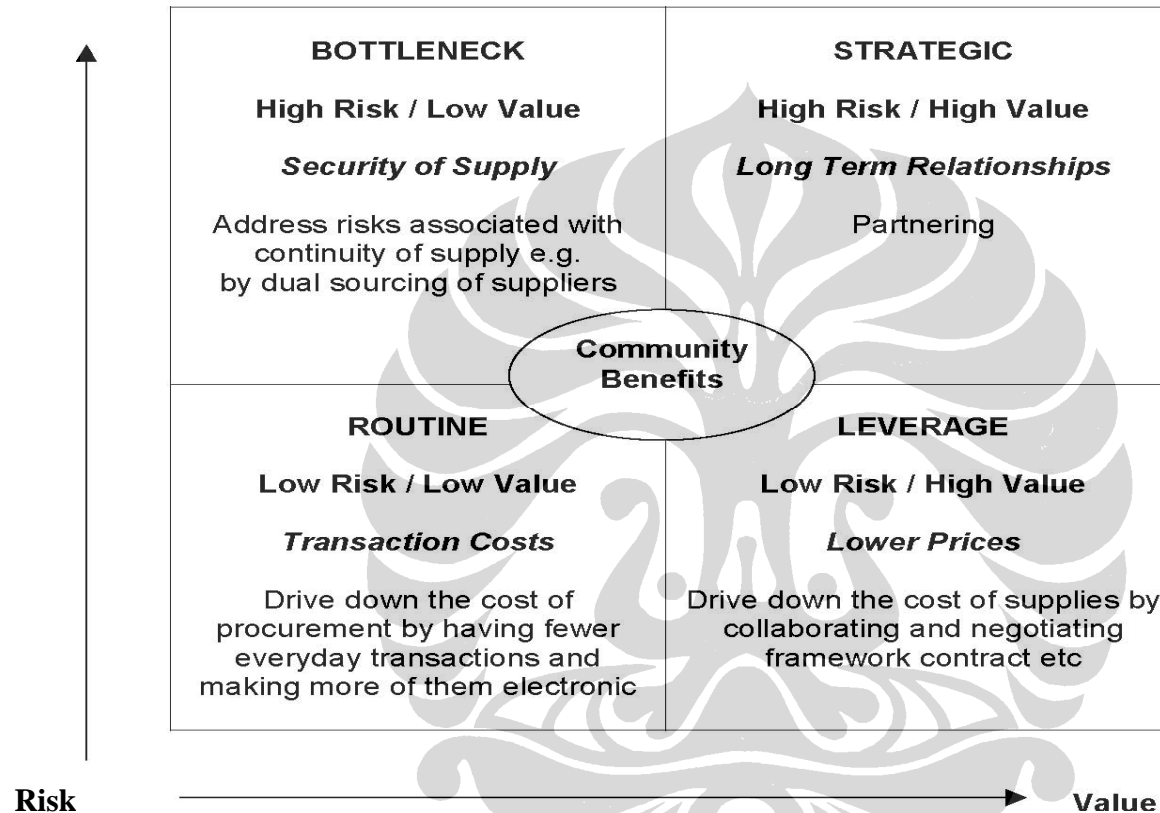 BOTTLENECK
High Risk / Low Value
Security of Supply
Address risks associated with
continuity of supply e.g.
by dual sourcing of suppliers
STRATEGIC
High Risk / High Value
Long Term Relationships
Partnering
Community
Benefits
ROUTINE
Low Risk / Low Value
Transaction Costs
Drive down the cost of
procurement by having fewer
everyday transactions and
making more of them electronic
LEVERAGE
Low Risk / High Value
Lower Prices
Drive down the cost of supplies by
collaborating and negotiating
framework contract etc
Risk
Value